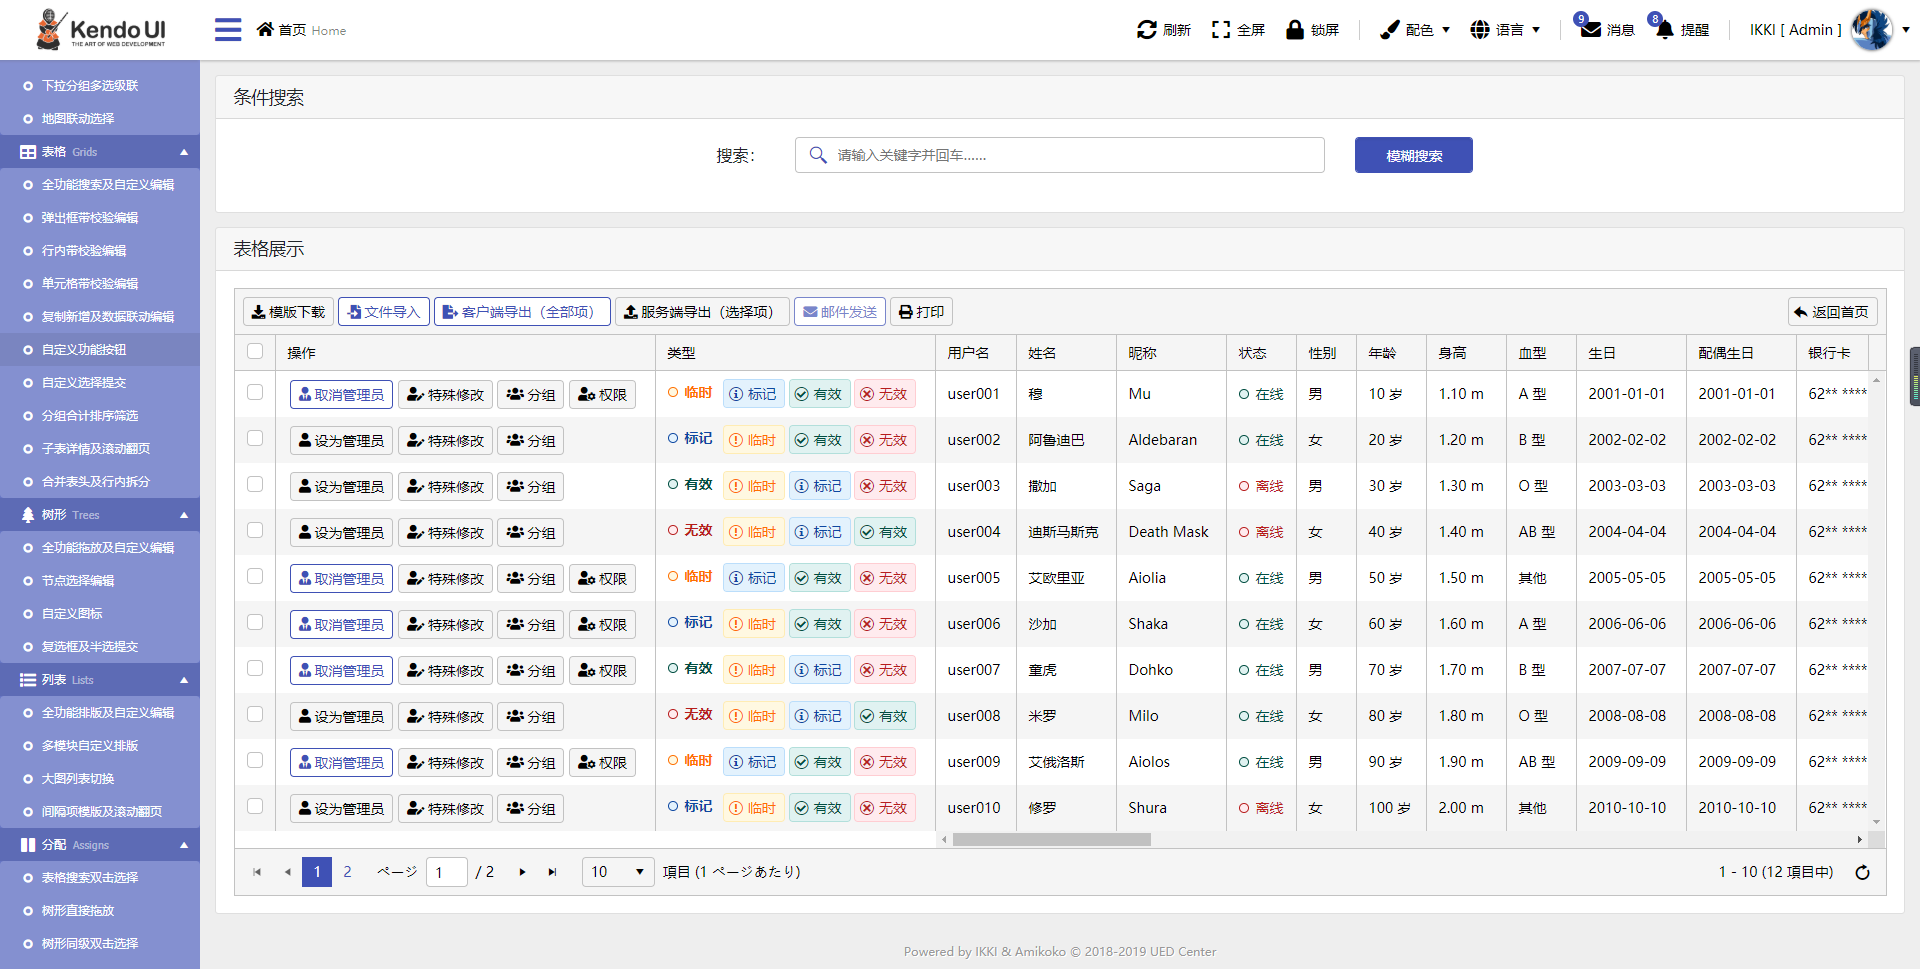 Kendo UI
THE ART OF WEB DEVELOPMENT
首页 Home
刷新 全屏 锁屏 配色 语言 9 消息 8 提醒 IKKI [ Admin ]
下拉分组多选级联
地图联动选择
表格 Grids
全功能搜索及自定义编辑
弹出框带校验编辑
行内带校验编辑
单元格带校验编辑
复制新增及数据联动编辑
自定义功能按钮
自定义选择提交
分组合计排序筛选
子表详情及滚动翻页
合并表头及行内拆分
树形 Trees
全功能拖放及自定义编辑
节点选择编辑
自定义图标
复选框及半选提交
列表 Lists
全功能排版及自定义编辑
多模块自定义排版
大图列表切换
间隔项模版及滚动翻页
分配 Assigns
表格搜索双击选择
树形直接拖放
树形同级双击选择
条件搜索
搜索： 请输入关键字并回车...... 模糊搜索
表格展示
模版下载 文件导入 客户端导出（全部项） 服务端导出（选择项） 邮件发送 打印 返回首页
操作 类型 用户名 姓名 昵称 状态 性别 年龄 身高 血型 生日 配偶生日 银行卡
取消管理员 特殊修改 分组 权限 临时 标记 有效 无效 user001 穆 Mu 在线 男 10 岁 1.10 m A 型 2001-01-01 2001-01-01 62** ****
设为管理员 特殊修改 分组 标记 临时 有效 无效 user002 阿鲁迪巴 Aldebaran 在线 女 20 岁 1.20 m B 型 2002-02-02 2002-02-02 62** ****
设为管理员 特殊修改 分组 有效 临时 标记 无效 user003 撒加 Saga 离线 男 30 岁 1.30 m O 型 2003-03-03 2003-03-03 62** ****
设为管理员 特殊修改 分组 无效 临时 标记 有效 user004 迪斯马斯克 Death Mask 离线 女 40 岁 1.40 m AB 型 2004-04-04 2004-04-04 62** ****
取消管理员 特殊修改 分组 权限 临时 标记 有效 无效 user005 艾欧里亚 Aiolia 在线 男 50 岁 1.50 m 其他 2005-05-05 2005-05-05 62** ****
取消管理员 特殊修改 分组 权限 标记 临时 有效 无效 user006 沙加 Shaka 在线 女 60 岁 1.60 m A 型 2006-06-06 2006-06-06 62** ****
取消管理员 特殊修改 分组 权限 有效 临时 标记 无效 user007 童虎 Dohko 在线 男 70 岁 1.70 m B 型 2007-07-07 2007-07-07 62** ****
设为管理员 特殊修改 分组 无效 临时 标记 有效 user008 米罗 Milo 在线 女 80 岁 1.80 m O 型 2008-08-08 2008-08-08 62** ****
取消管理员 特殊修改 分组 权限 临时 标记 有效 无效 user009 艾俄洛斯 Aiolos 在线 男 90 岁 1.90 m AB 型 2009-09-09 2009-09-09 62** ****
设为管理员 特殊修改 分组 标记 临时 有效 无效 user010 修罗 Shura 离线 女 100 岁 2.00 m 其他 2010-10-10 2010-10-10 62** ****
1 2 ページ 1 / 2 10 項目 (1 ページあたり) 1 - 10 (12 項目中)
Powered by IKKI & Amikoko © 2018-2019 UED Center